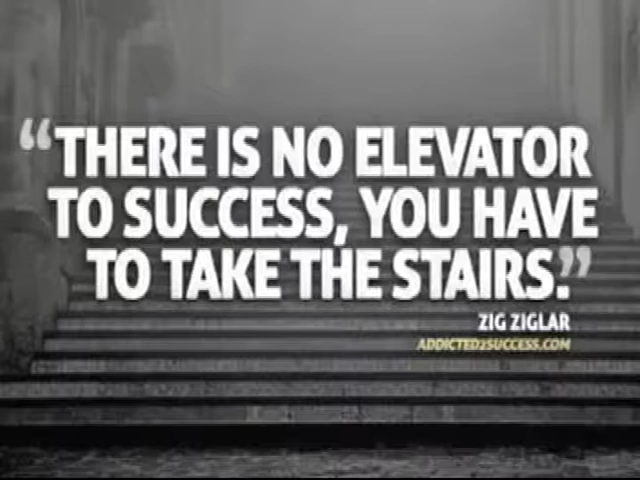 “THERE IS NO ELEVATOR
TO SUCCESS, YOU HAVE
TO TAKE THE STAIRS.”
ZIG ZIGLAR
ADDICTED2SUCCESS.COM